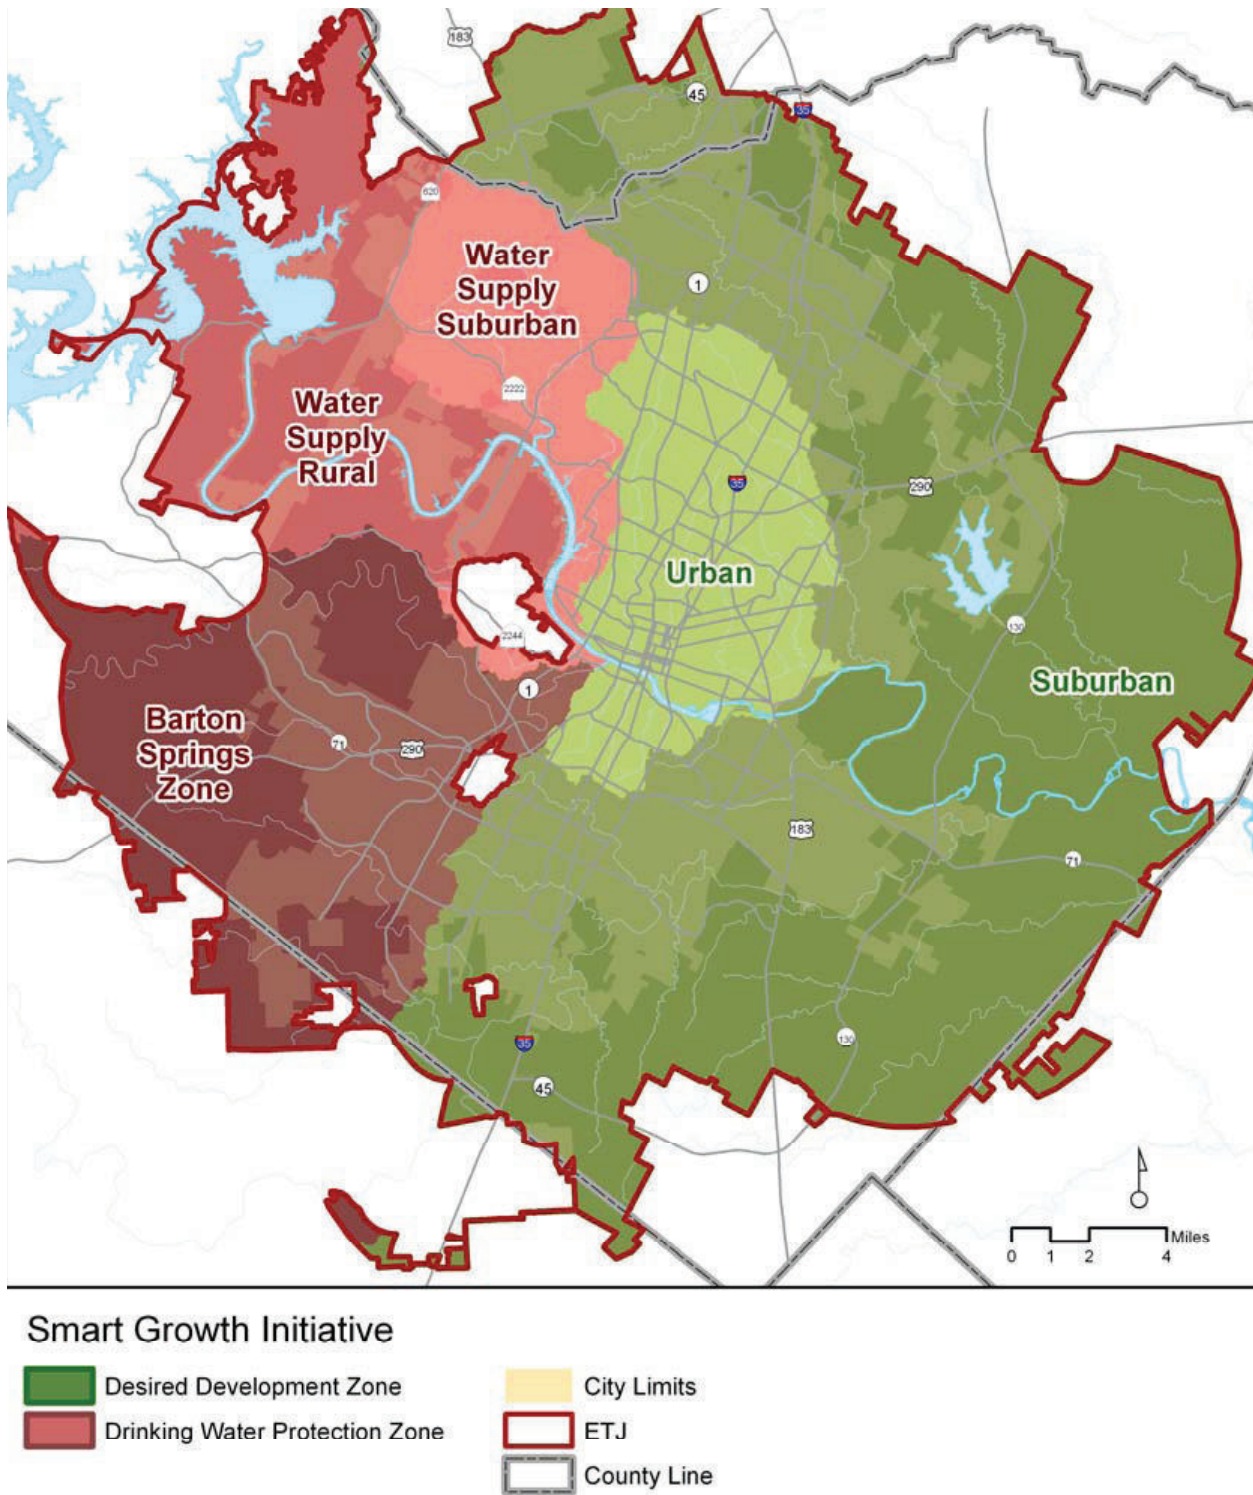 183
45
35
620
Water
Supply
Suburban
1
2222
Water
Supply
Rural
35
290
Urban
130
2244
Suburban
1
Barton
Springs
Zone
71
290
183
71
130
35
45
Miles
0 1 2 4
Smart Growth Initiative
Desired Development Zone
City Limits
Drinking Water Protection Zone
ETJ
County Line